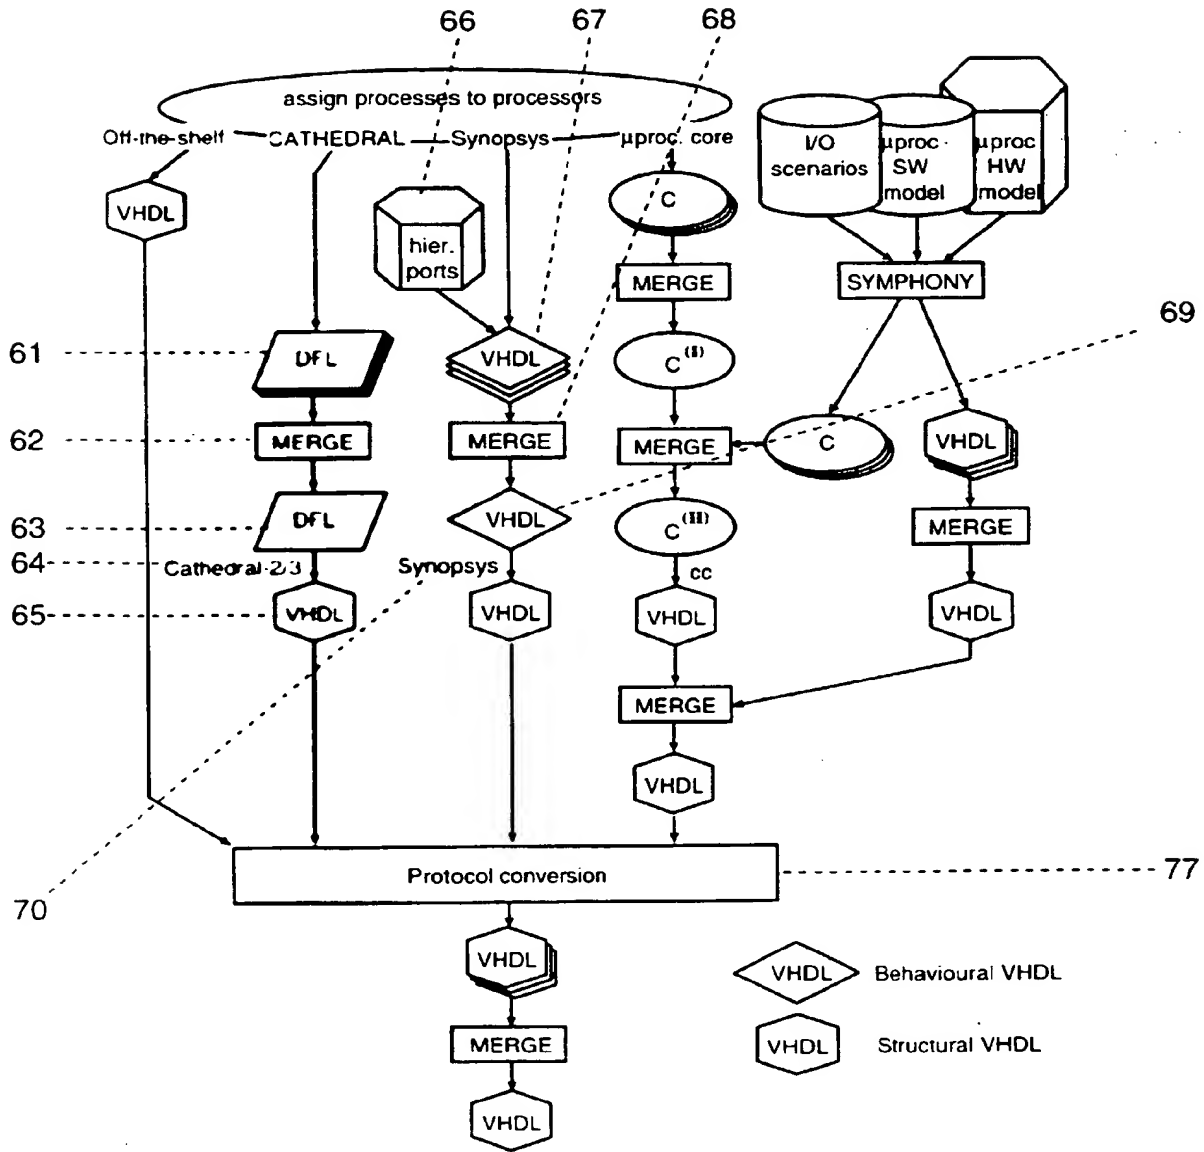 66
67
68
assign processes to processors
Off-the-shelf
CATHEDRAL
Synopsys
µproc. core
I/O
scenarios
µproc
SW
model
µproc
HW
model
VHDL
hier.
ports
C
MERGE
SYMPHONY
69
61
DFL
VHDL
C(I)
62
MERGE
MERGE
MERGE
C
VHDL
63
DFL
VHDL
C(II)
MERGE
64
Cathedral-2/3
Synopsys
cc
65
VHDL
VHDL
VHDL
VHDL
MERGE
VHDL
Protocol conversion
77
70
VHDL
VHDL
Behavioural VHDL
MERGE
VHDL
Structural VHDL
VHDL